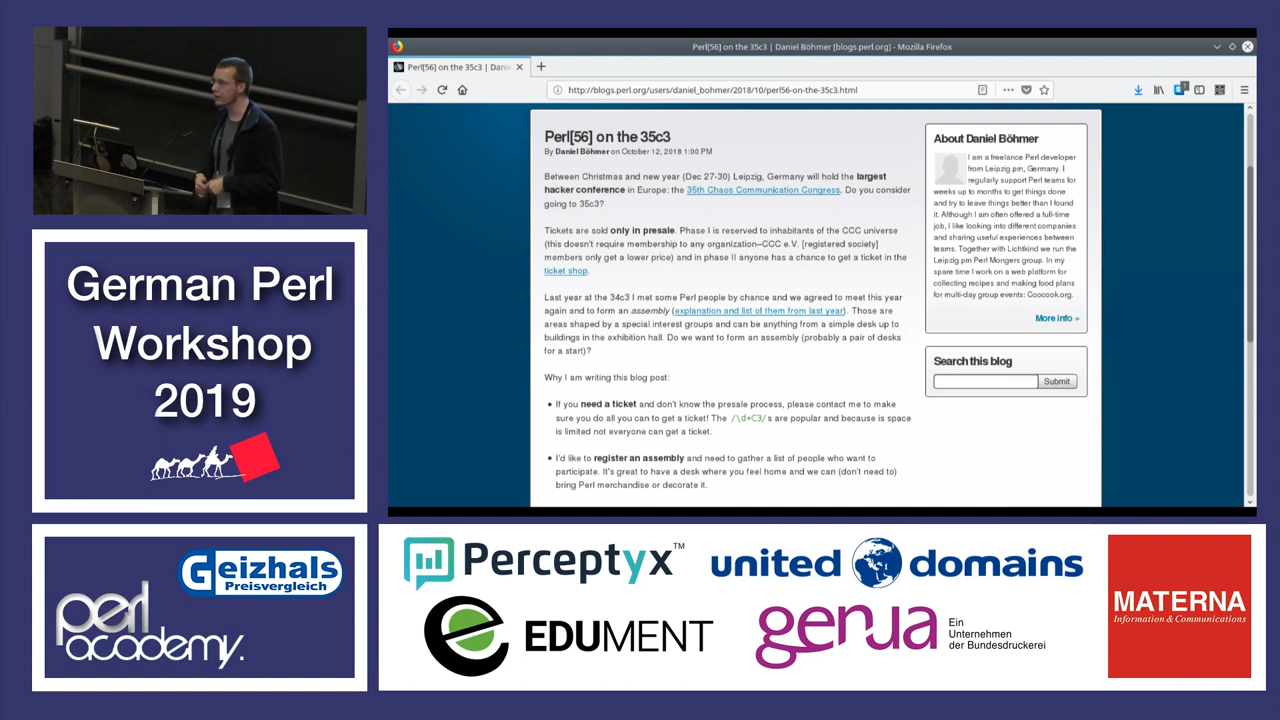 Perl[56] on the 35c3 | Daniel Böhmer [blogs.perl.org] - Mozilla Firefox
Perl[56] on the 35c3 | Danie
http://blogs.perl.org/users/daniel_bohmer/2018/10/perl56-on-the-35c3.html
Perl[56] on the 35c3
By Daniel Böhmer on October 12, 2018 1:00 PM
Between Christmas and new year (Dec 27-30) Leipzig, Germany will hold the largest
hacker conference in Europe: the 35th Chaos Communication Congress. Do you consider
going to 35c3?
Tickets are sold only in presale. Phase I is reserved to inhabitants of the CCC universe
(this doesn't require membership to any organization–CCC e.V. [registered society]
members only get a lower price) and in phase II anyone has a chance to get a ticket in the
ticket shop.
Last year at the 34c3 I met some Perl people by chance and we agreed to meet this year
again and to form an assembly (explanation and list of them from last year). Those are
areas shaped by a special interest groups and can be anything from a simple desk up to
buildings in the exhibition hall. Do we want to form an assembly (probably a pair of desks
for a start)?
Why I am writing this blog post:
• If you need a ticket and don't know the presale process, please contact me to make
sure you do all you can to get a ticket! The /\d+C3/s are popular and because is space
is limited not everyone can get a ticket.
• I'd like to register an assembly and need to gather a list of people who want to
participate. It's great to have a desk where you feel home and we can (don't need to)
bring Perl merchandise or decorate it.
About Daniel Böhmer
I am a freelance Perl developer
from Leipzig.pm, Germany. I
regularly support Perl teams for
weeks up to months to get things done
and try to leave things better than I found
it. Although I am often offered a full-time
job, I like looking into different companies
and sharing useful experiences between
teams. Together with Lichtkind we run the
Leipzig.pm Perl Mongers group. In my
spare time I work on a web platform for
collecting recipes and making food plans
for multi-day group events: Coocook.org.
More info »
Search this blog
Submit
German Perl
Workshop
2019
Geizhals
Preisvergleich
perl
academy.
Perceptyx™
united domains
EDUMENT
genua
Ein
Unternehmen
der Bundesdruckerei
MATERNA
Information & Communications